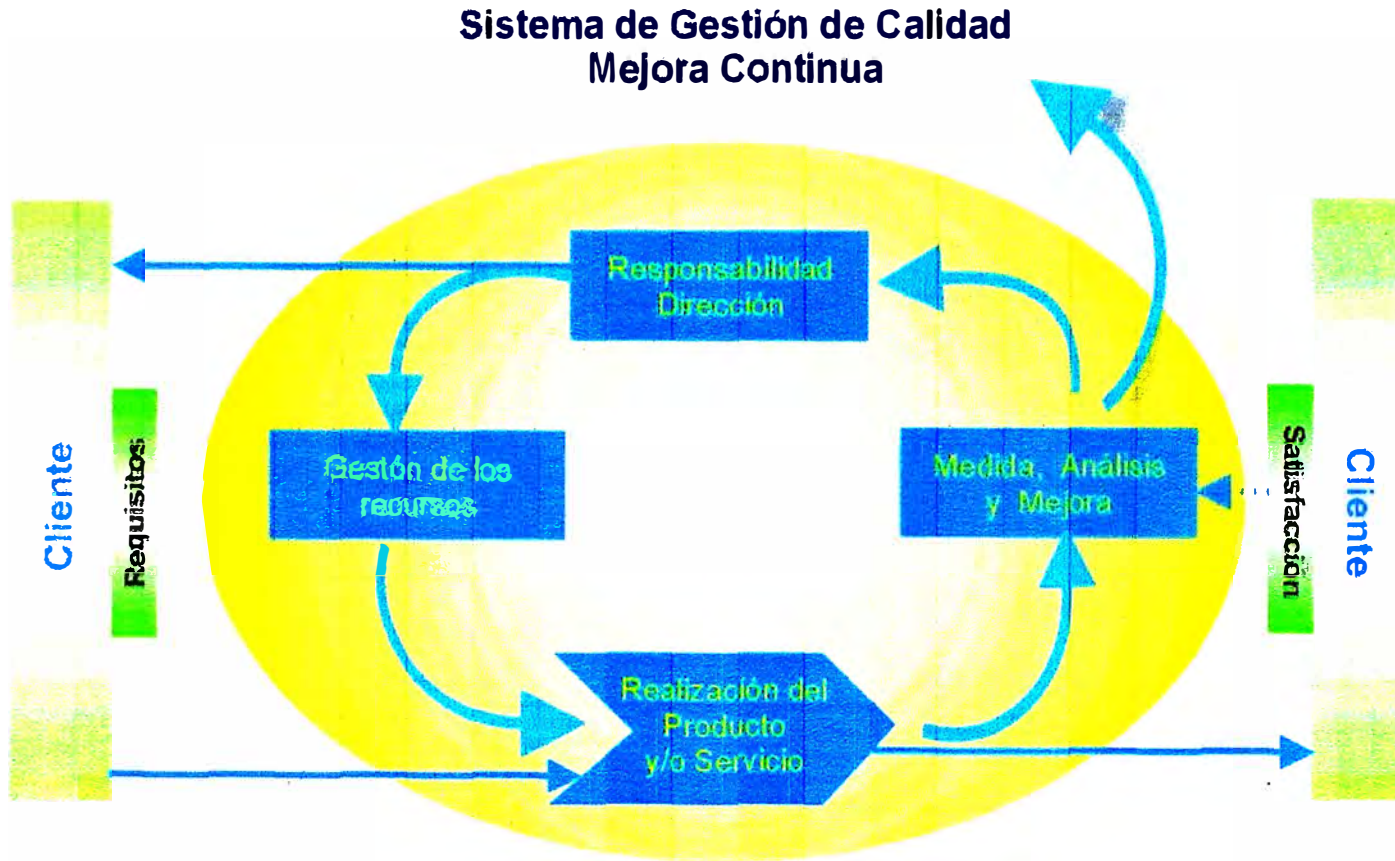 Sistema de Gestión de Calidad
Mejora Continua
Responsabilidad
Dirección
Gestón de los
recursos
Medida, Análisis
y Mejora
Realización del
Producto
y/o Servicio
Cliente
Requisitos
Satisfacción
Cliente